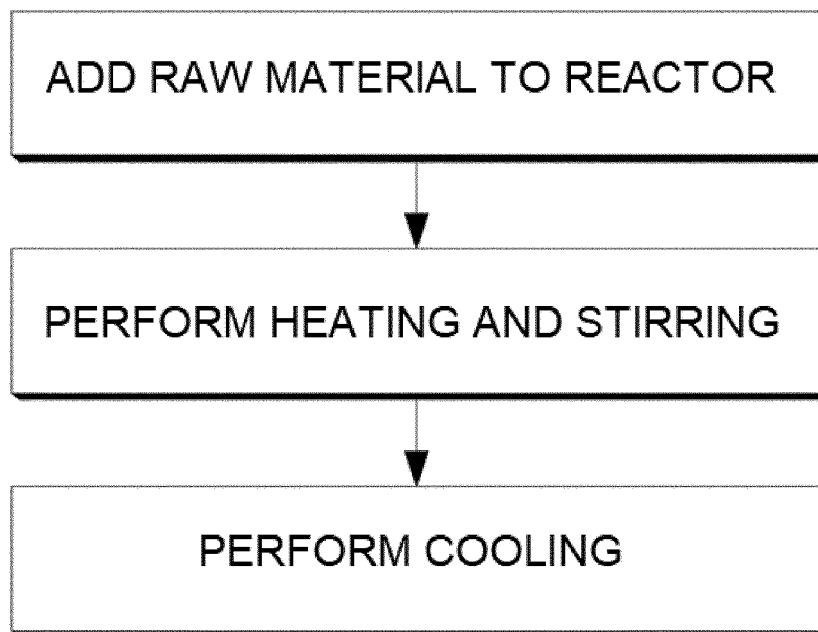 ADD RAW MATERIAL TO REACTOR
PERFORM HEATING AND STIRRING
PERFORM COOLING